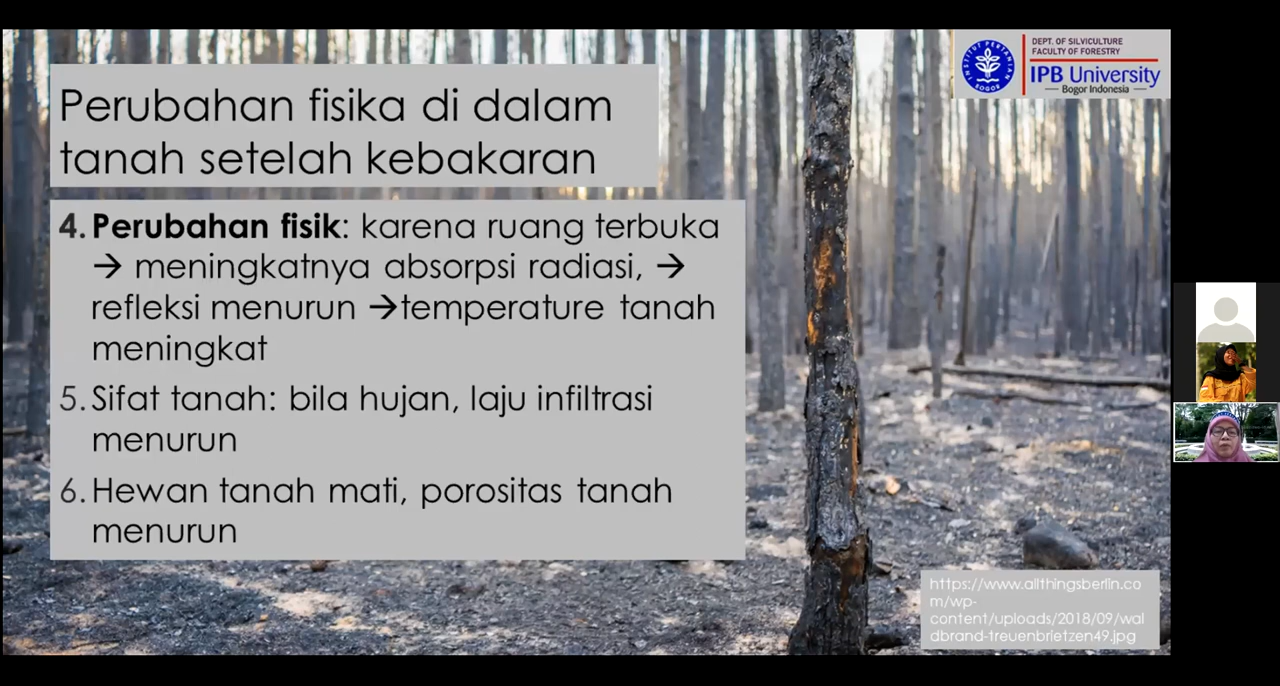 DEPT. OF SILVICULTURE
FACULTY OF FORESTRY
IPB University
Bogor Indonesia
INSTITUT PERTANIAN
BOGOR
Perubahan fisika di dalam
tanah setelah kebakaran
4. Perubahan fisik: karena ruang terbuka
→ meningkatnya absorpsi radiasi, →
refleksi menurun →temperature tanah
meningkat
5. Sifat tanah: bila hujan, laju infiltrasi
menurun
6. Hewan tanah mati, porositas tanah
menurun
https://www.allthingsberlin.co
m/wp-
content/uploads/2018/09/wal
dbrand-treuenbrietzen49.jpg